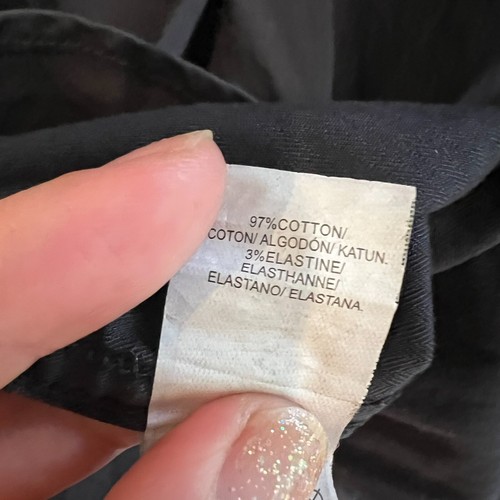 97%COTTON/
COTON/ ALGODÓN/ KATUN.
3%ELASTINE/
ELASTHANNE/
ELASTANO/ ELASTANA.